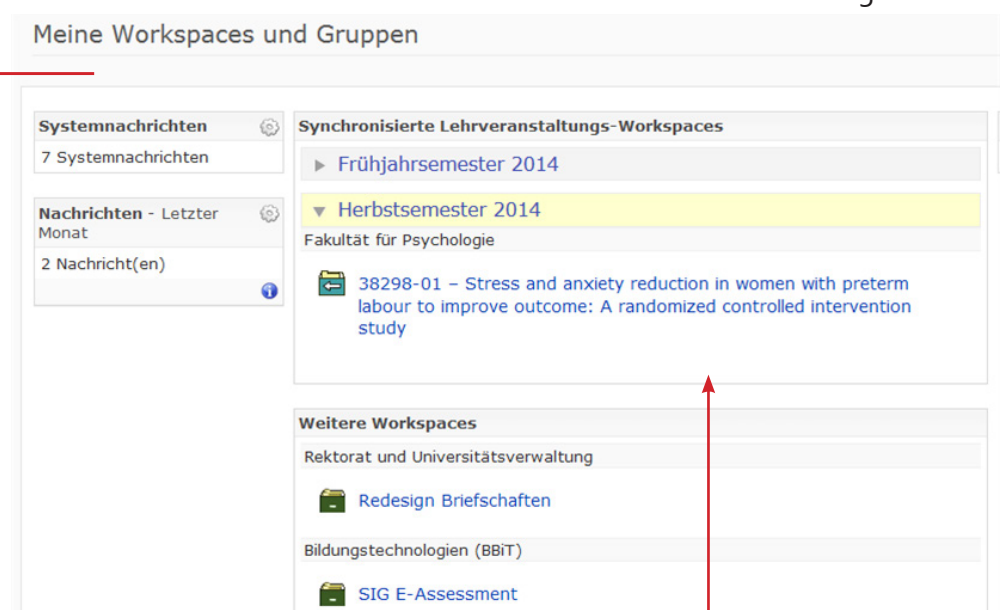 Meine Workspaces und Gruppen
Systemnachrichten
7 Systemnachrichten
Nachrichten - Letzter
Monat
2 Nachricht(en)
Synchronisierte Lehrveranstaltungs-Workspaces
Frühjahrsemester 2014
Herbstsemester 2014
Fakultät für Psychologie
38298-01 – Stress and anxiety reduction in women with preterm
labour to improve outcome: A randomized controlled intervention
study
Weitere Workspaces
Rektorat und Universitätsverwaltung
Redesign Briefschaften
Bildungstechnologien (BBiT)
SIG E-Assessment